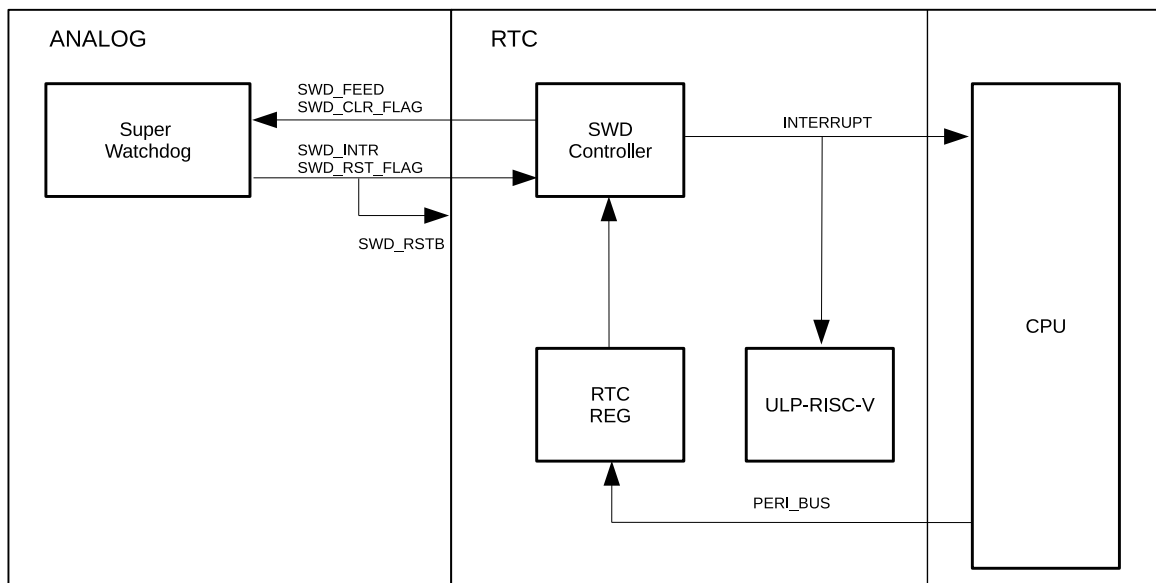 ANALOG
RTC
SWD_FEED
SWD_CLR_FLAG
Super
Watchdog
SWD_INTR
SWD_RST_FLAG
SWD_RSTB
SWD
Controller
INTERRUPT
CPU
RTC
REG
ULP-RISC-V
PERI_BUS